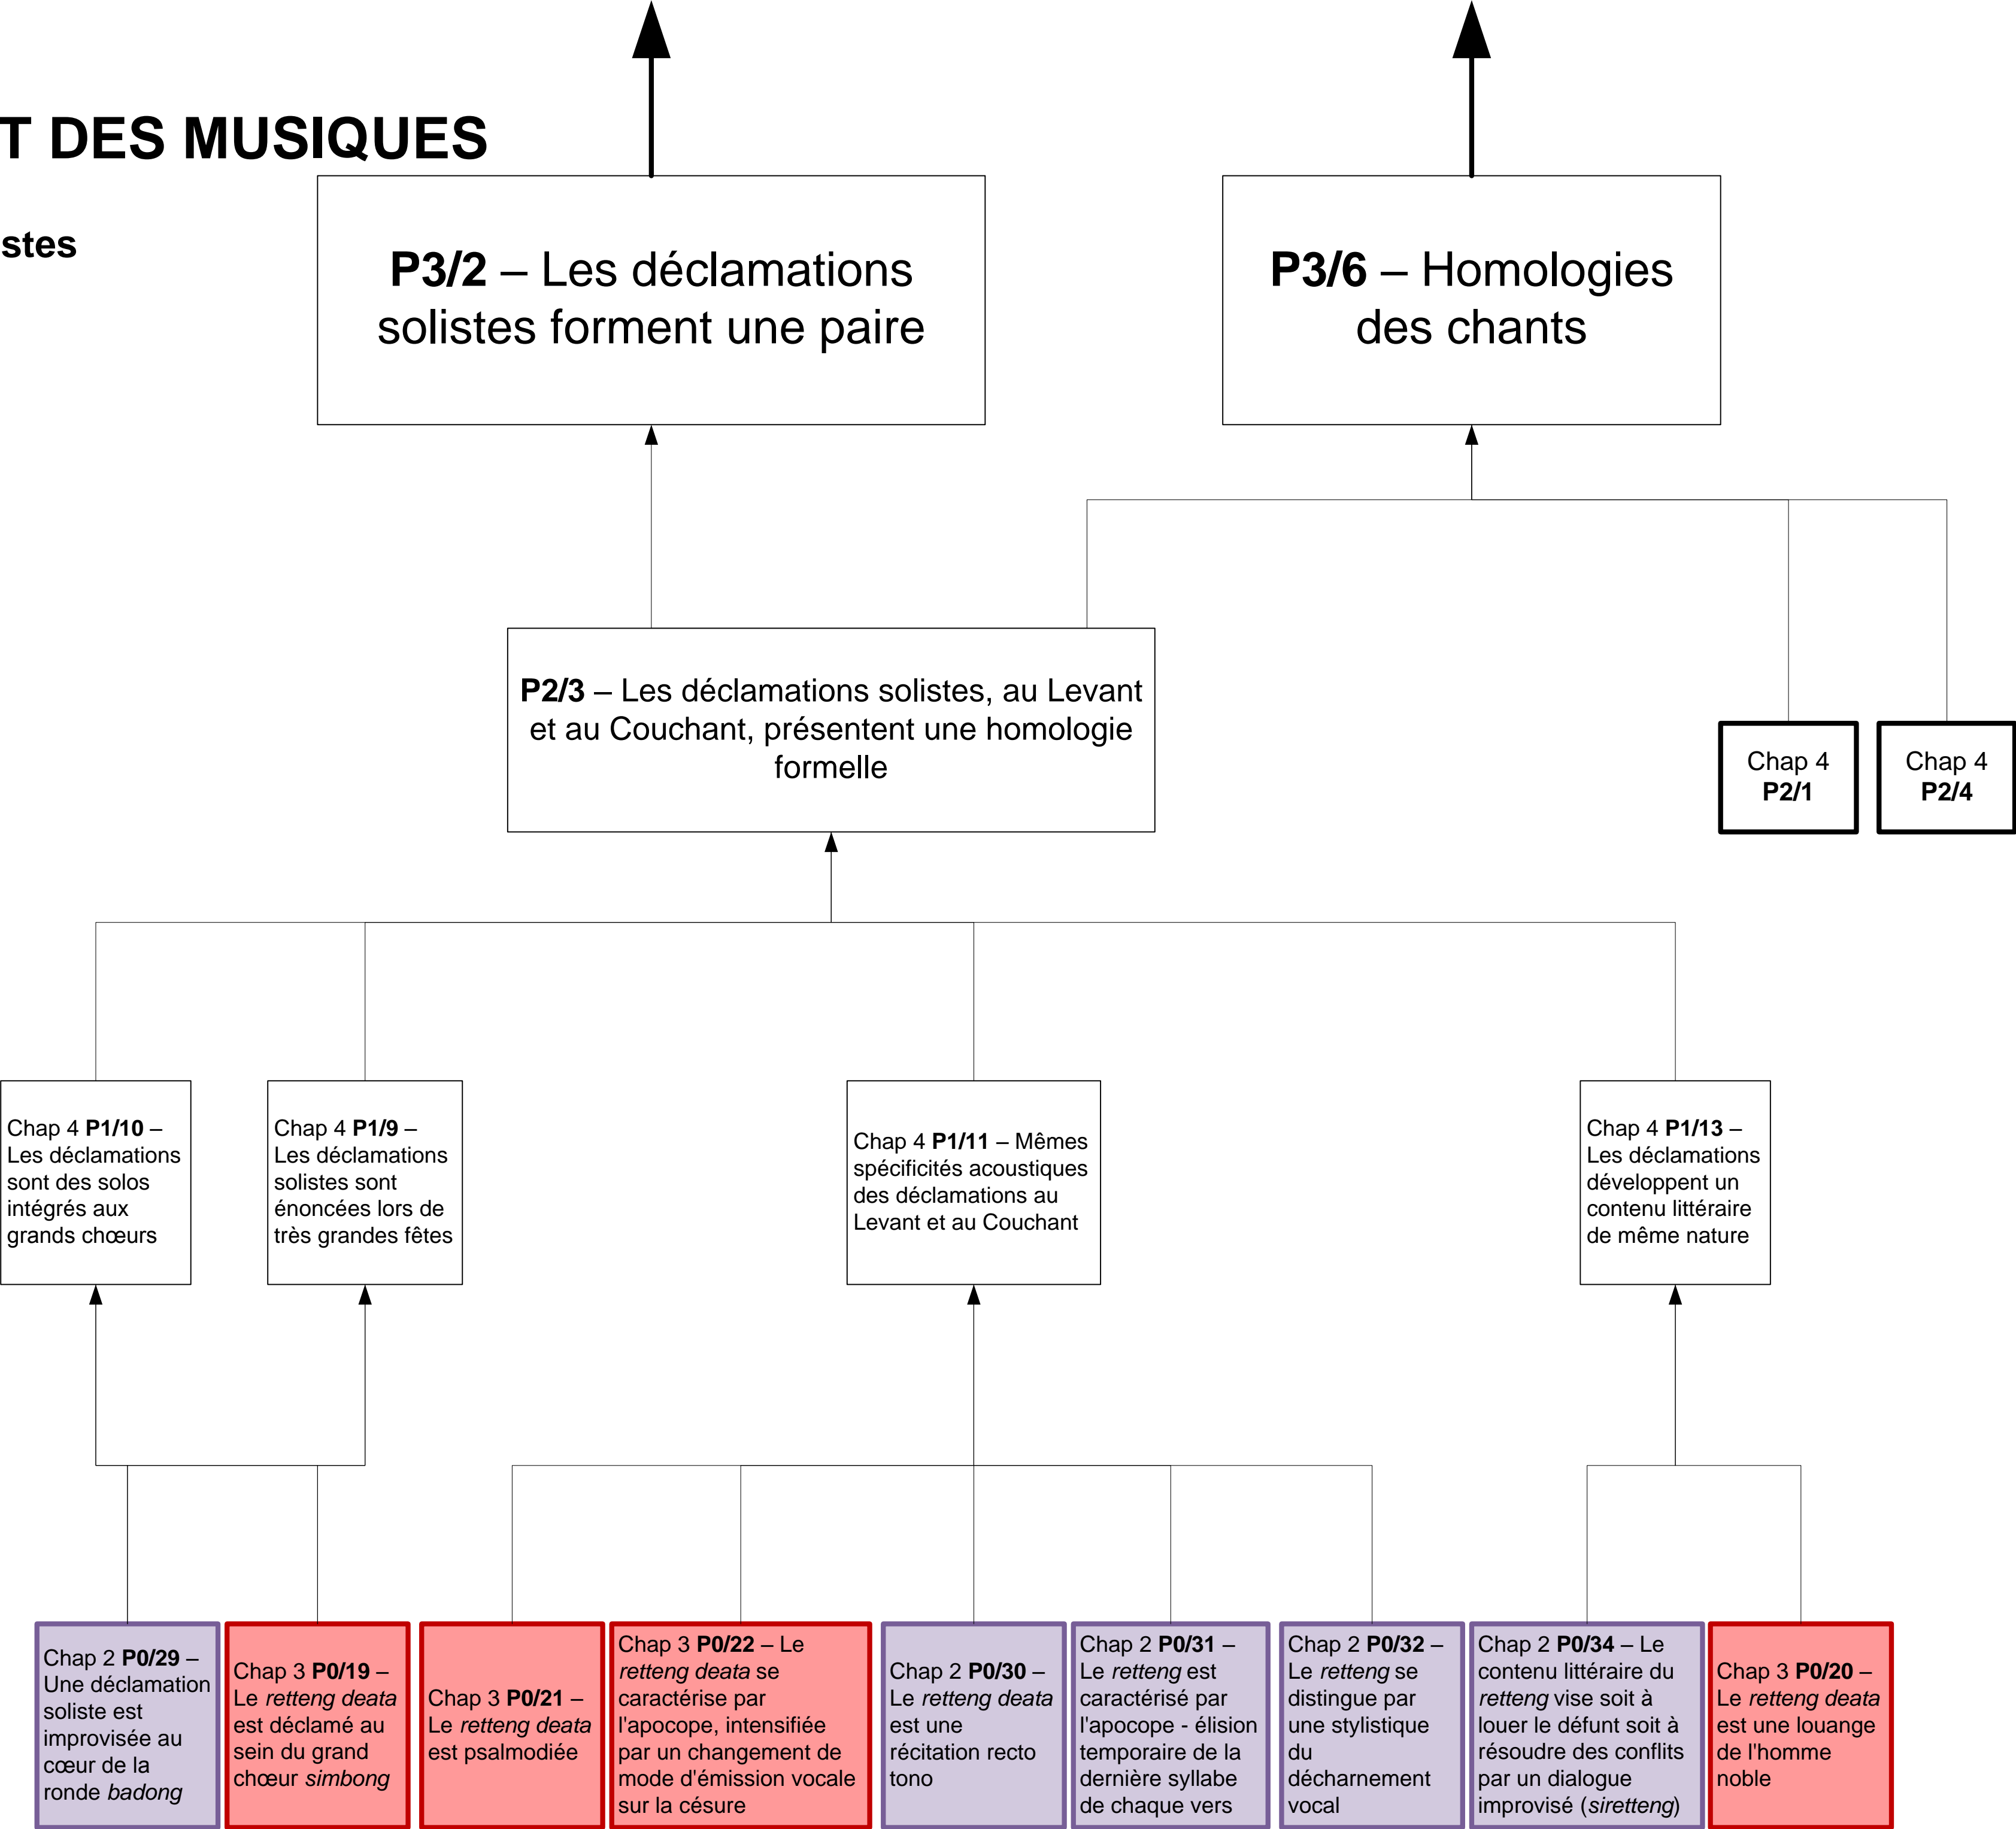 T DES MUSIQUES
stes
P3/2 – Les déclamations
solistes forment une paire
P3/6 – Homologies
des chants
P2/3 – Les déclamations solistes, au Levant
et au Couchant, présentent une homologie
formelle
Chap 4
P2/1
Chap 4
P2/4
Chap 4 P1/10 –
Les déclamations
sont des solos
intégrés aux
grands chœurs
Chap 4 P1/9 –
Les déclamations
solistes sont
énoncées lors de
très grandes fêtes
Chap 4 P1/11 – Mêmes
spécificités acoustiques
des déclamations au
Levant et au Couchant
Chap 4 P1/13 –
Les déclamations
développent un
contenu littéraire
de même nature
Chap 2 P0/29 –
Une déclamation
soliste est
improvisée au
cœur de la
ronde badong
Chap 3 P0/19 –
Le retteng deata
est déclamé au
sein du grand
chœur simbong
Chap 3 P0/21 –
Le retteng deata
est psalmodiée
Chap 3 P0/22 – Le
retteng deata se
caractérise par
l'apocope, intensifiée
par un changement de
mode d'émission vocale
sur la césure
Chap 2 P0/30 –
Le retteng deata
est une
récitation recto
tono
Chap 2 P0/31 –
Le retteng est
caractérisé par
l'apocope - élision
temporaire de la
dernière syllabe
de chaque vers
Chap 2 P0/32 –
Le retteng se
distingue par
une stylistique
du
décharnement
vocal
Chap 2 P0/34 – Le
contenu littéraire du
retteng vise soit à
louer le défunt soit à
résoudre des conflits
par un dialogue
improvisé (siretteng)
Chap 3 P0/20 –
Le retteng deata
est une louange
de l'homme
noble